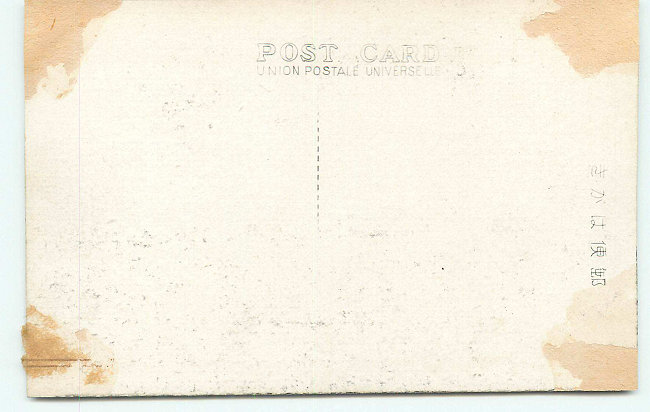 POST CARD
UNION POSTALE UNIVERSELLE
郵便はかき